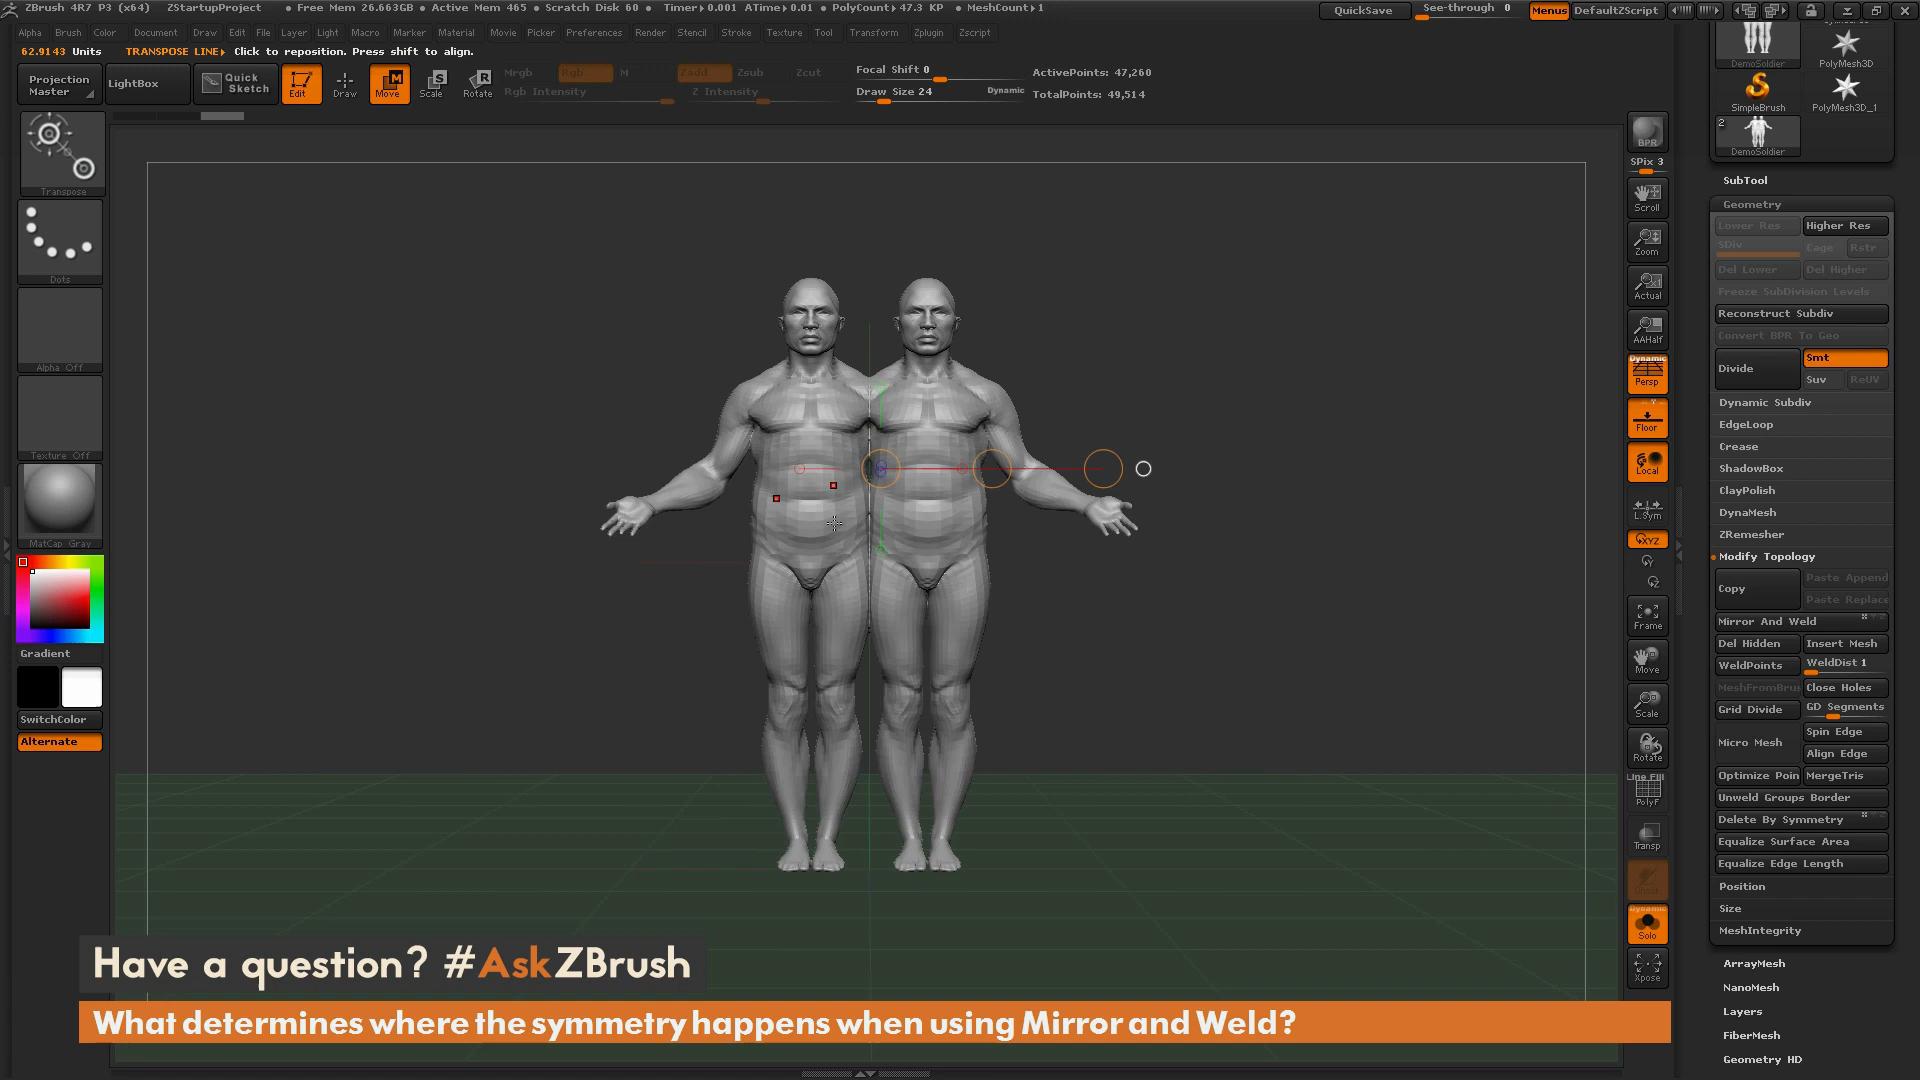 ZBrush 4R7 P3 (x64) ZStartupProject • Free Mem 26.663GB • Active Mem 465 • Scratch Disk 60 • Timer▸0.001 ATime▸0.01 • PolyCount▸47.3 KP • MeshCount▸1
QuickSave See-through 0 Menus DefaultZScript
Alpha Brush Color Document Draw Edit File Layer Light Macro Marker Material Movie Picker Preferences Render Stencil Stroke Texture Tool Transform Zplugin Zscript
62.9143 Units TRANSPOSE LINE▸ Click to reposition. Press shift to align.
Projection Master
LightBox
Quick Sketch
Edit
Draw
M
Move
S
Scale
R
Rotate
Mrgb Rgb M Zadd Zsub Zcut
Rgb Intensity Z Intensity
Focal Shift 0
Draw Size 24 Dynamic
ActivePoints: 47,260
TotalPoints: 49,514
Transpose
Dots
Alpha Off
Texture Off
MatCap Gray
Gradient
SwitchColor
Alternate
BPR
SPix 3
Scroll
Zoom
Actual
AAHalf
Dynamic
Persp
Floor
Local
L.Sym
XYZ
Y
Z
Frame
Move
Scale
Rotate
Line Fill
PolyF
Transp
Ghost
Dynamic
Solo
Xpose
DemoSoldier PolyMesh3D
SimpleBrush PolyMesh3D_1
2
DemoSoldier
SubTool
Geometry
Lower Res Higher Res
SDiv Cage Rstr
Del Lower Del Higher
Freeze SubDivision Levels
Reconstruct Subdiv
Convert BPR To Geo
Divide Smt
Suv ReUV
Dynamic Subdiv
EdgeLoop
Crease
ShadowBox
ClayPolish
DynaMesh
ZRemesher
Modify Topology
Copy Paste Append
Paste Replace
Mirror And Weld
Del Hidden Insert Mesh
WeldPoints WeldDist 1
MeshFromBru Close Holes
Grid Divide GD Segments
Micro Mesh Spin Edge
Align Edge
Optimize Poin MergeTris
Unweld Groups Border
Delete By Symmetry
Equalize Surface Area
Equalize Edge Length
Position
Size
MeshIntegrity
ArrayMesh
NanoMesh
Layers
FiberMesh
Geometry HD
Have a question? #AskZBrush
What determines where the symmetry happens when using Mirror and Weld?